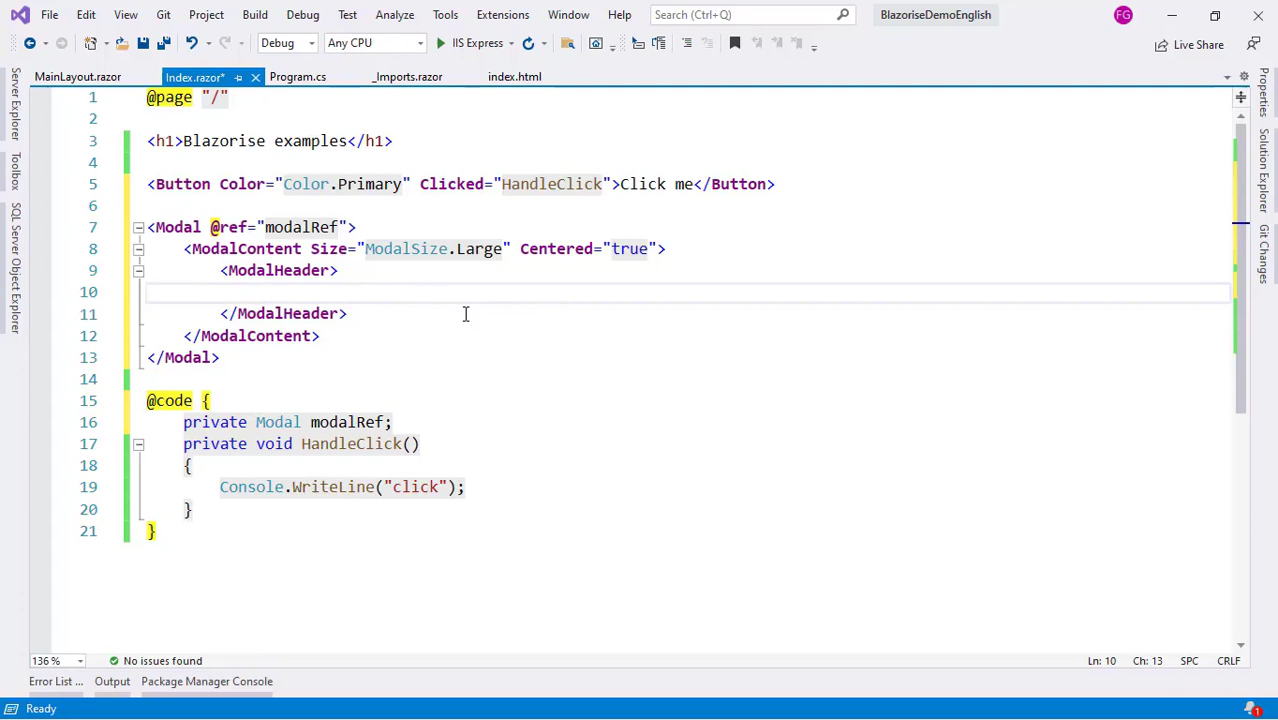 File Edit View Git Project Build Debug Test Analyze Tools Extensions Window Help Search (Ctrl+Q) BlazoriseDemoEnglish FG
Debug Any CPU IIS Express Live Share
MainLayout.razor Index.razor* Program.cs _Imports.razor index.html
Server Explorer
Toolbox
SQL Server Object Explorer
1 @page "/"
2
3 <h1>Blazorise examples</h1>
4
5 <Button Color="Color.Primary" Clicked="HandleClick">Click me</Button>
6
7 <Modal @ref="modalRef">
8 <ModalContent Size="ModalSize.Large" Centered="true">
9 <ModalHeader>
10
11 </ModalHeader>
12 </ModalContent>
13 </Modal>
14
15 @code {
16 private Modal modalRef;
17 private void HandleClick()
18 {
19 Console.WriteLine("click");
20 }
21 }
Properties
Solution Explorer
Git Changes
136 % No issues found Ln: 10 Ch: 13 SPC CRLF
Error List ... Output Package Manager Console
Ready 1